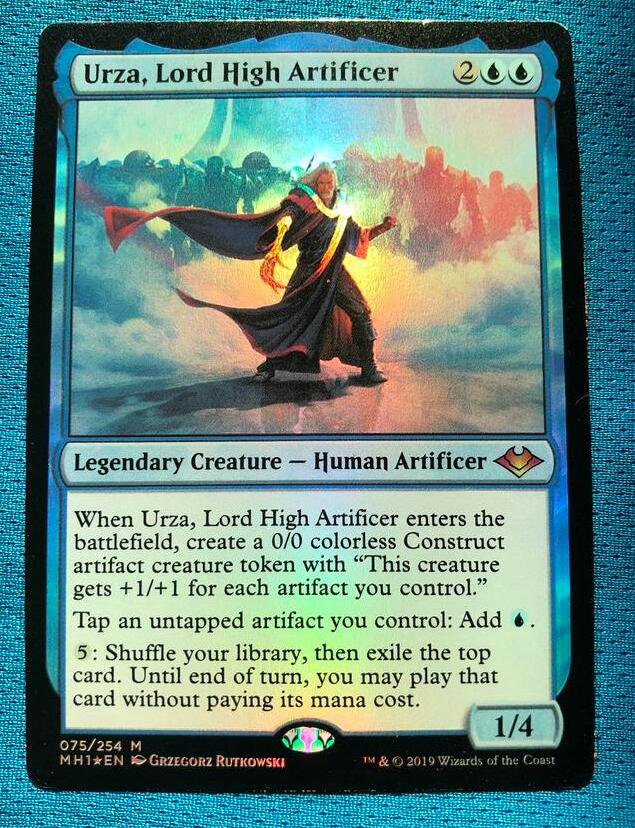 Urza, Lord High Artificer 2
Legendary Creature — Human Artificer
When Urza, Lord High Artificer enters the
battlefield, create a 0/0 colorless Construct
artifact creature token with “This creature
gets +1/+1 for each artifact you control.”
Tap an untapped artifact you control: Add .
5: Shuffle your library, then exile the top
card. Until end of turn, you may play that
card without paying its mana cost.
1/4
075/254 M
MH1★EN Grzegorz Rutkowski
™ & © 2019 Wizards of the Coast